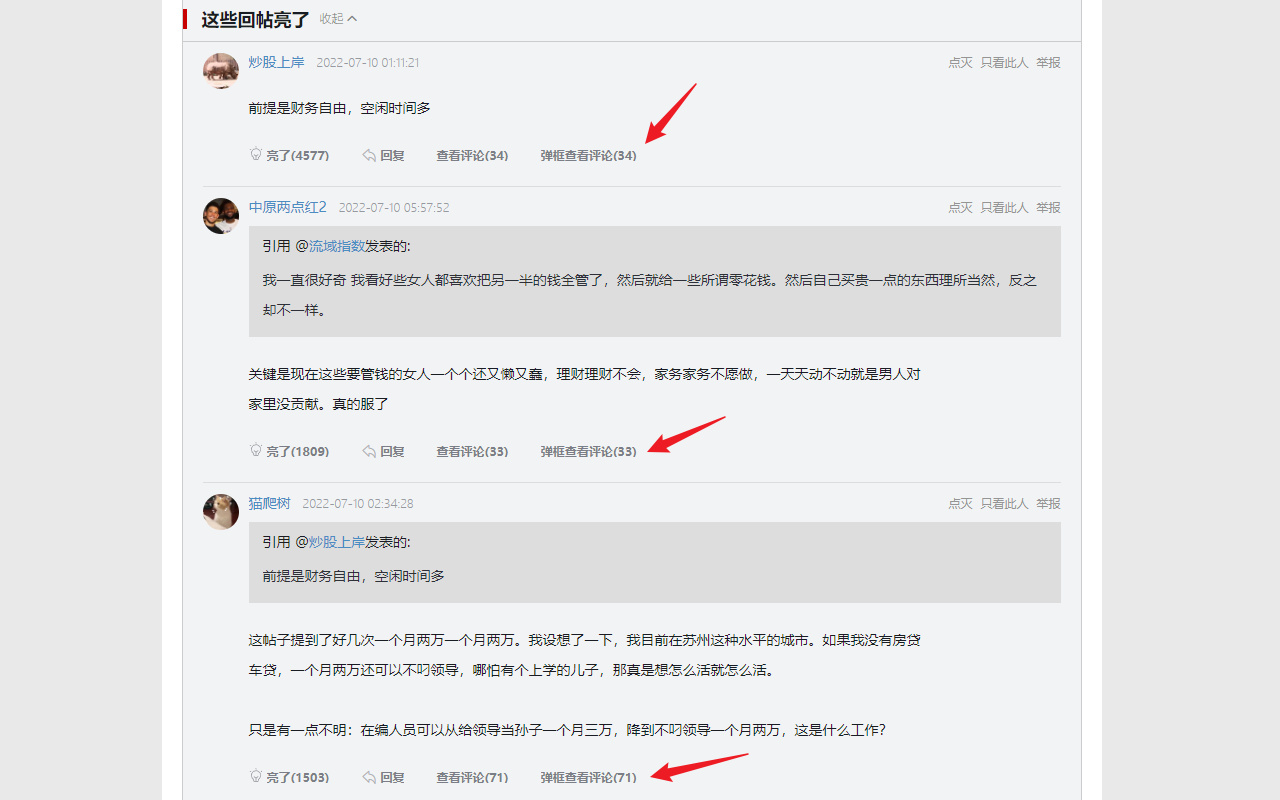 这些回帖亮了 收起
炒股上岸 2022-07-10 01:11:21 点灭 只看此人 举报
前提是财务自由，空闲时间多
亮了(4577) 回复 查看评论(34) 弹框查看评论(34)
中原两点红2 2022-07-10 05:57:52 点灭 只看此人 举报
引用 @流域指数发表的:
我一直很好奇 我看好些女人都喜欢把另一半的钱全管了，然后就给一些所谓零花钱。然后自己买贵一点的东西理所当然，反之
却不一样。
关键是现在这些要管钱的女人一个个还又懒又蠢，理财理财不会，家务家务不愿做，一天天动不动就是男人对
家里没贡献。真的服了
亮了(1809) 回复 查看评论(33) 弹框查看评论(33)
猫爬树 2022-07-10 02:34:28 点灭 只看此人 举报
引用 @炒股上岸发表的:
前提是财务自由，空闲时间多
这帖子提到了好几次一个月两万一个月两万。我设想了一下，我目前在苏州这种水平的城市。如果我没有房贷
车贷，一个月两万还可以不叼领导，哪怕有个上学的儿子，那真是想怎么活就怎么活。
只是有一点不明：在编人员可以从给领导当孙子一个月三万，降到不叼领导一个月两万，这是什么工作？
亮了(1503) 回复 查看评论(71) 弹框查看评论(71)